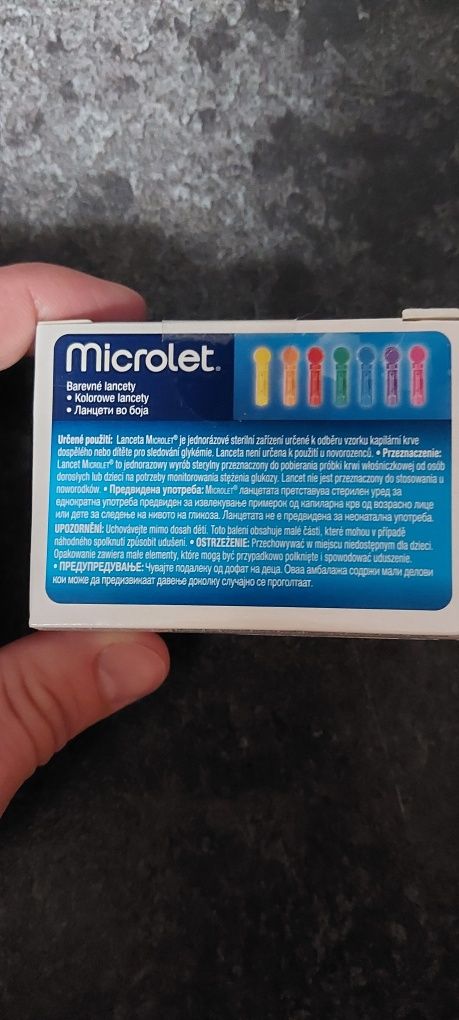 Microlet®
Barevné lancety
• Kolorowe lancety
• Ланцети во боја
Určené použití: Lanceta MICROLET® je jednorázové sterilní zařízení určené k odběru vzorku kapilární krve
dospělého nebo dítěte pro sledování glykémie. Lanceta není určena k použití u novorozenců. • Przeznaczenie:
Lancet MICROLET® to jednorazowy wyrób sterylny przeznaczony do pobierania próbki krwi włośniczkowej od osób
dorosłych lub dzieci na potrzeby monitorowania stężenia glukozy. Lancet nie jest przeznaczony do stosowania u
noworodków. • Предвидена употреба: MICROLET® ланцетата претставува стерилен уред за
еднократна употреба предвиден за извлекување примерок од капиларна крв од возрасно лице
или дете за следење на нивото на гликоза. Ланцетата не е предвидена за неонатална употреба.
UPOZORNĚNÍ: Uchovávejte mimo dosah dětí. Toto balení obsahuje malé části, které mohou v případě
náhodného spolknutí způsobit udušení. • OSTRZEŻENIE: Przechowywać w miejscu niedostępnym dla dzieci.
Opakowanie zawiera małe elementy, które mogą być przypadkowo połknięte i spowodować uduszenie.
• ПРЕДУПРЕДУВАЊЕ: Чувајте подалеку од дофат на деца. Оваа амбалажа содржи мали делови
кои може да предизвикаат давење доколку случајно се проголтаат.